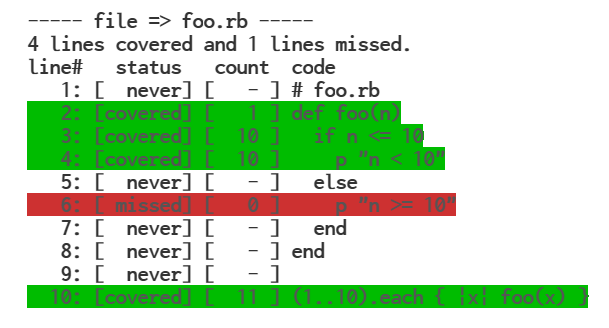 ----- file => foo.rb -----
4 lines covered and 1 lines missed.
line#   status   count  code
   1: [  never] [   - ] # foo.rb
   2: [covered] [   1 ] def foo(n)
   3: [covered] [  10 ]   if n <= 10
   4: [covered] [  10 ]     p "n < 10"
   5: [  never] [   - ]   else
   6: [ missed] [   0 ]     p "n >= 10"
   7: [  never] [   - ]   end
   8: [  never] [   - ] end
   9: [  never] [   - ]
  10: [covered] [  11 ] (1..10).each { |x| foo(x) }